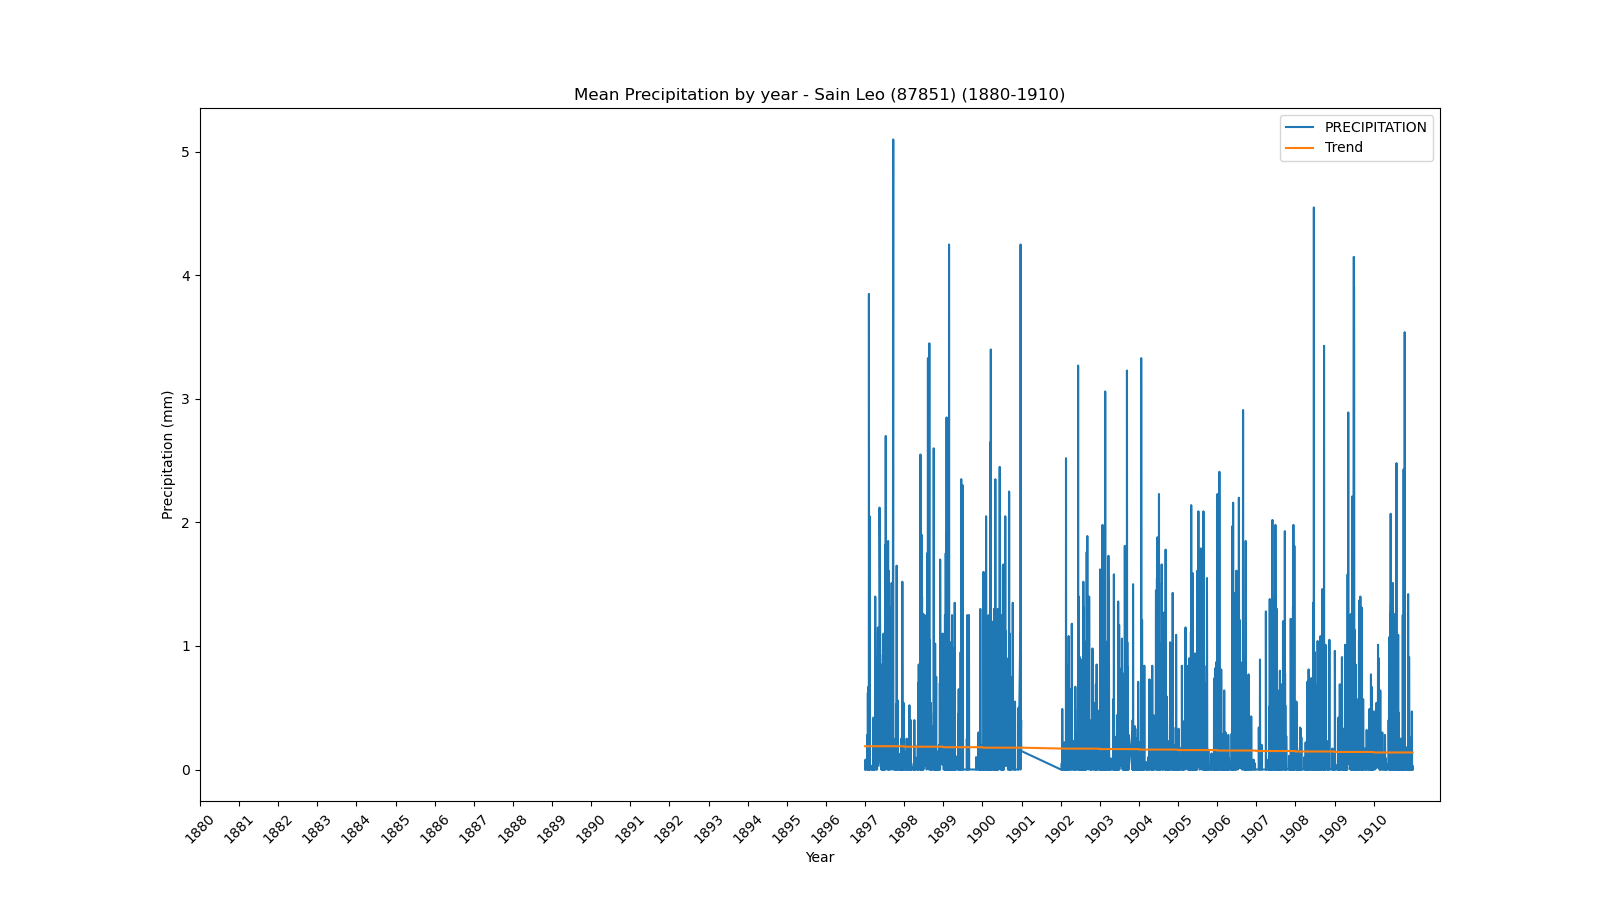 Mean Precipitation by year - Sain Leo (87851) (1880-1910)
PRECIPITATION
Trend
5
4
3
2
1
0
Precipitation (mm)
1880 1881 1882 1883 1884 1885 1886 1887 1888 1889 1890 1891 1892 1893 1894 1895 1896 1897 1898 1899 1900 1901 1902 1903 1904 1905 1906 1907 1908 1909 1910
Year